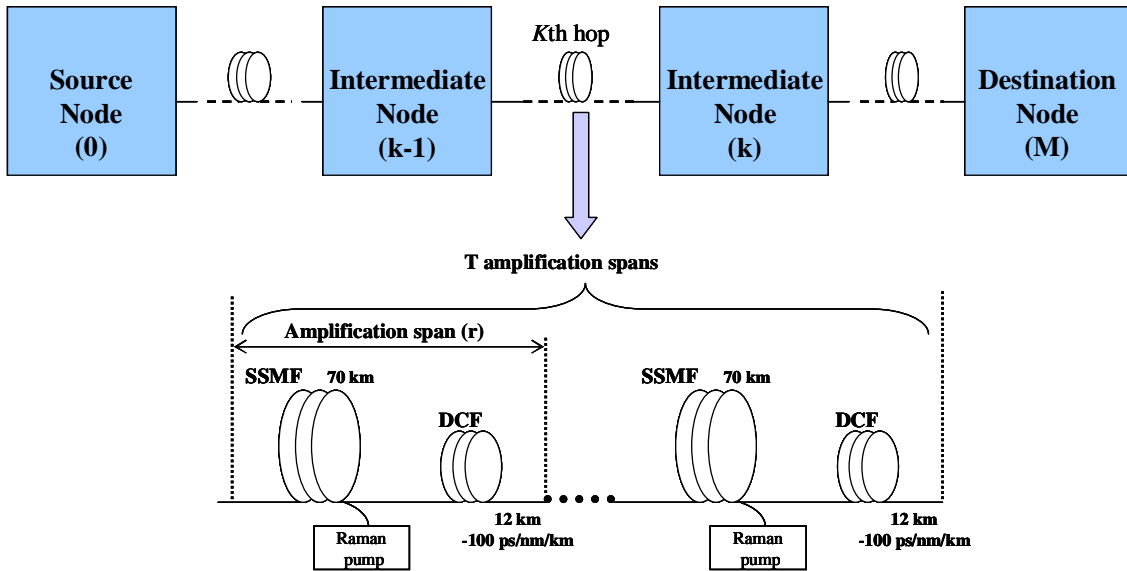 Source
Node
(0)
Intermediate
Node
(k-1)
Kth hop
Intermediate
Node
(k)
Destination
Node
(M)
T amplification spans
Amplification span (r)
SSMF 70 km
DCF
SSMF 70 km
DCF
12 km
-100 ps/nm/km
Raman
pump
12 km
-100 ps/nm/km
Raman
pump